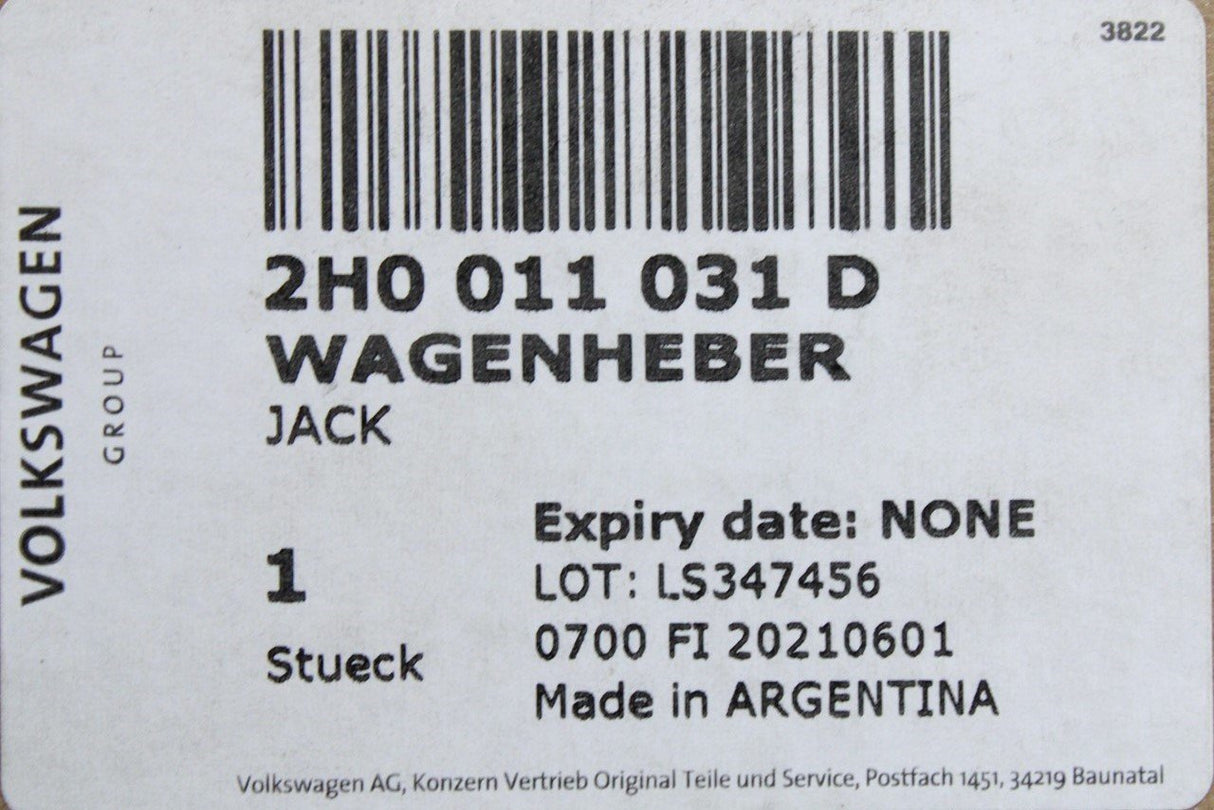 3822
VOLKSWAGEN
GROUP
2H0 011 031 D
WAGENHEBER
JACK
1
Stueck
Expiry date: NONE
LOT: LS347456
0700 FI 20210601
Made in ARGENTINA
Volkswagen AG, Konzern Vertrieb Original Teile und Service, Postfach 1451, 34219 Baunatal